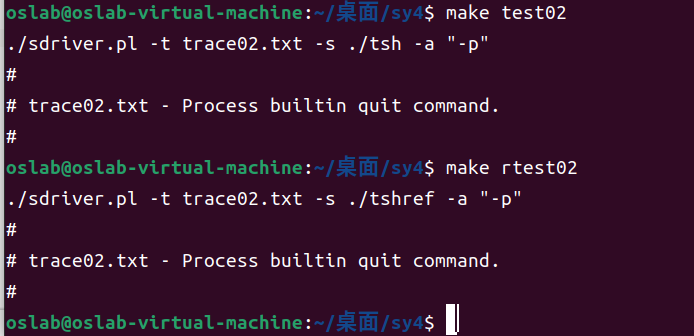 oslab@oslab-virtual-machine:~/桌面/sy4$ make test02
./sdriver.pl -t trace02.txt -s ./tsh -a "-p"
#
# trace02.txt - Process builtin quit command.
#
oslab@oslab-virtual-machine:~/桌面/sy4$ make rtest02
./sdriver.pl -t trace02.txt -s ./tshref -a "-p"
#
# trace02.txt - Process builtin quit command.
#
oslab@oslab-virtual-machine:~/桌面/sy4$